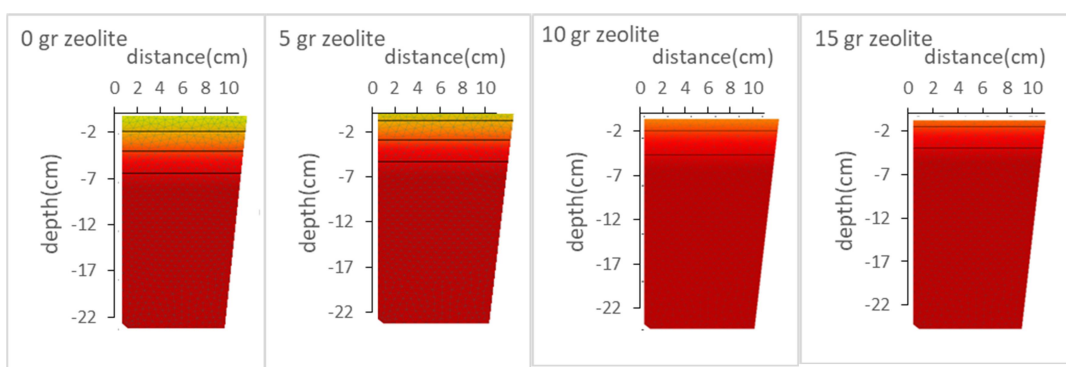 0 gr zeolite
distance(cm)
0 2 4 6 8 10
-2
-7
-12
-17
-22
depth(cm)
5 gr zeolite
distance(cm)
0 2 4 6 8 10
-2
-7
-12
-17
-22
depth(cm)
10 gr zeolite
distance(cm)
0 2 4 6 8 10
-2
-7
-12
-17
-22
depth(cm)
15 gr zeolite
distance(cm)
0 2 4 6 8 10
-2
-7
-12
-17
-22
depth(cm)